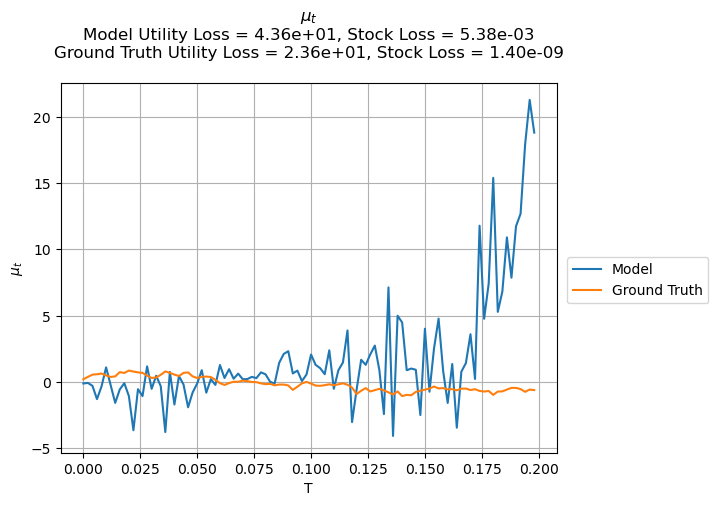 μₜ
Model Utility Loss = 4.36e+01, Stock Loss = 5.38e-03
Ground Truth Utility Loss = 2.36e+01, Stock Loss = 1.40e-09
20
15
10
5
0
−5
μₜ
0.000 0.025 0.050 0.075 0.100 0.125 0.150 0.175 0.200
T
Model
Ground Truth